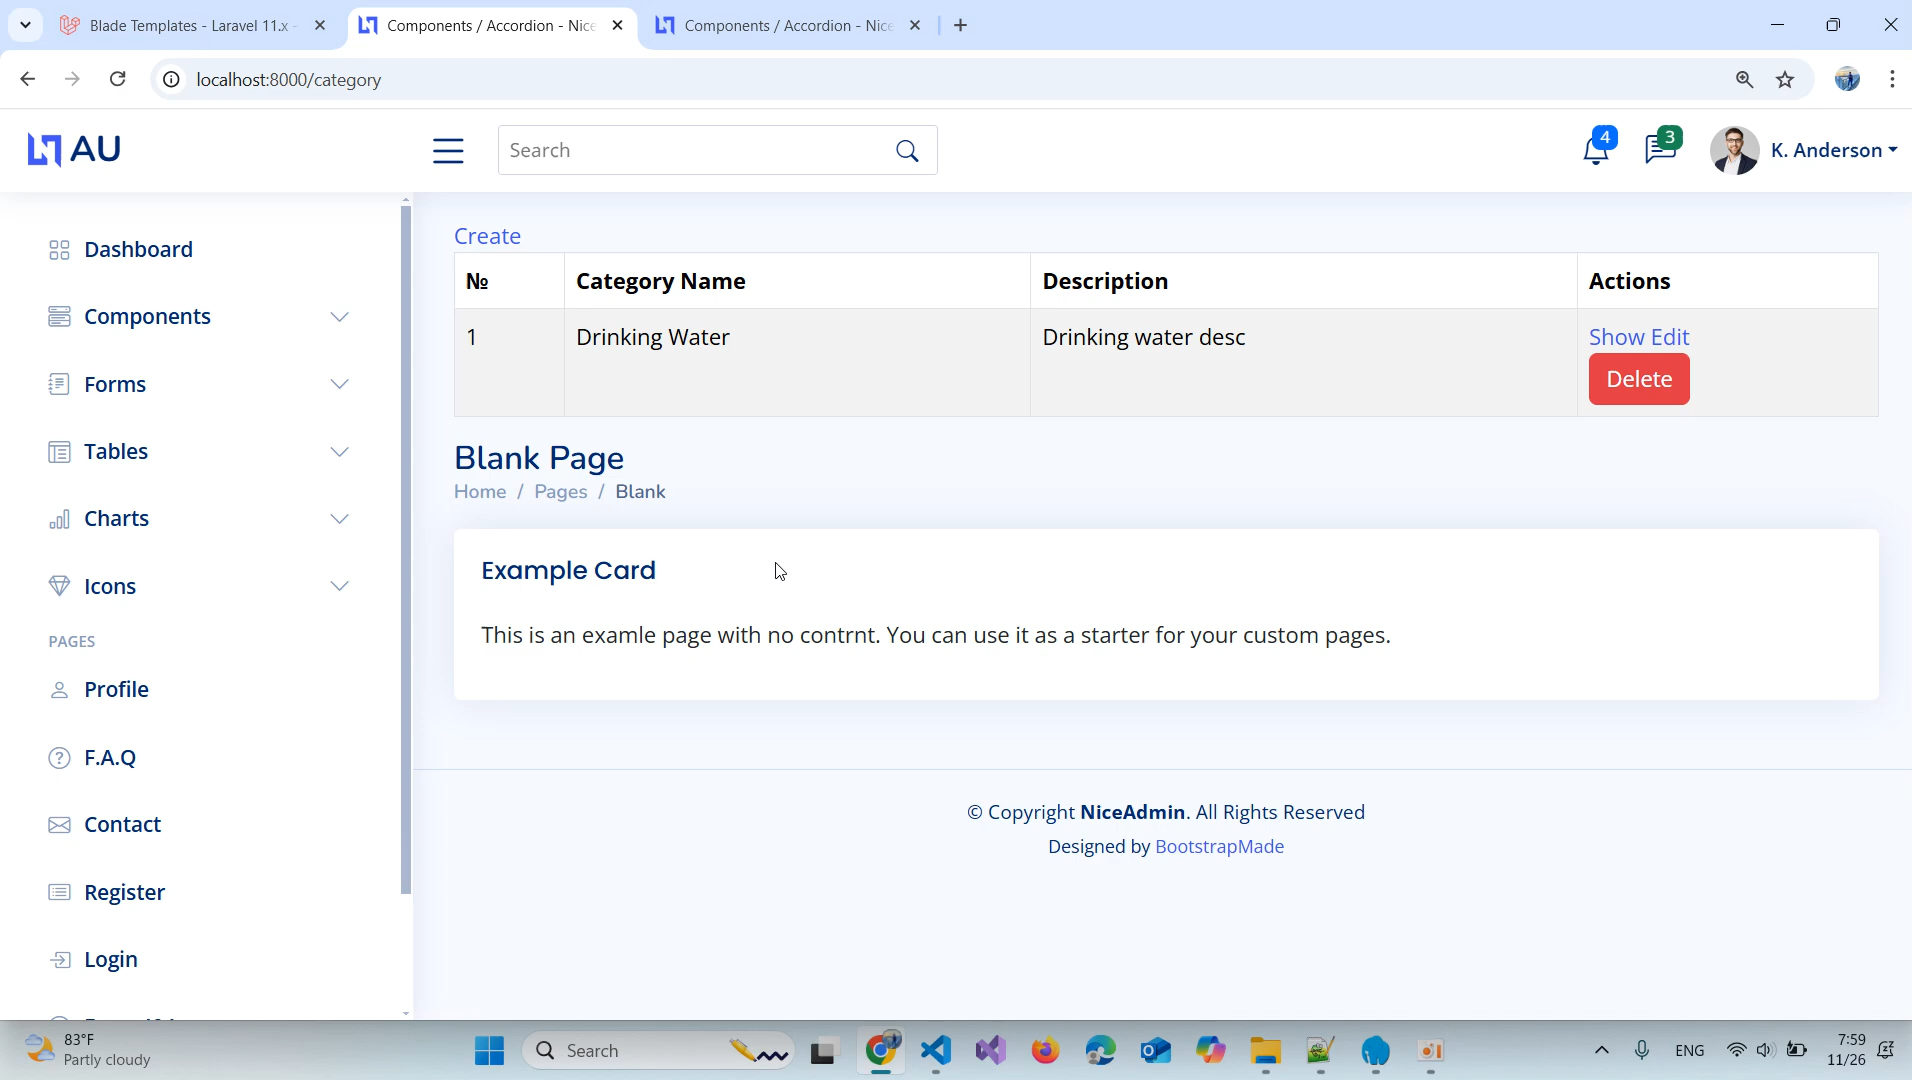 Blade Templates - Laravel 11.x -
Components / Accordion - Nice
Components / Accordion - Nice
localhost:8000/category
AU
Search
4
3
K. Anderson
Dashboard
Components
Forms
Tables
Charts
Icons
PAGES
Profile
F.A.Q
Contact
Register
Login
Create
№ Category Name Description Actions
1 Drinking Water Drinking water desc Show Edit
Delete
Blank Page
Home / Pages / Blank
Example Card
This is an examle page with no contrnt. You can use it as a starter for your custom pages.
© Copyright NiceAdmin. All Rights Reserved
Designed by BootstrapMade
83°F
Partly cloudy
Search
ENG
7:59
11/26